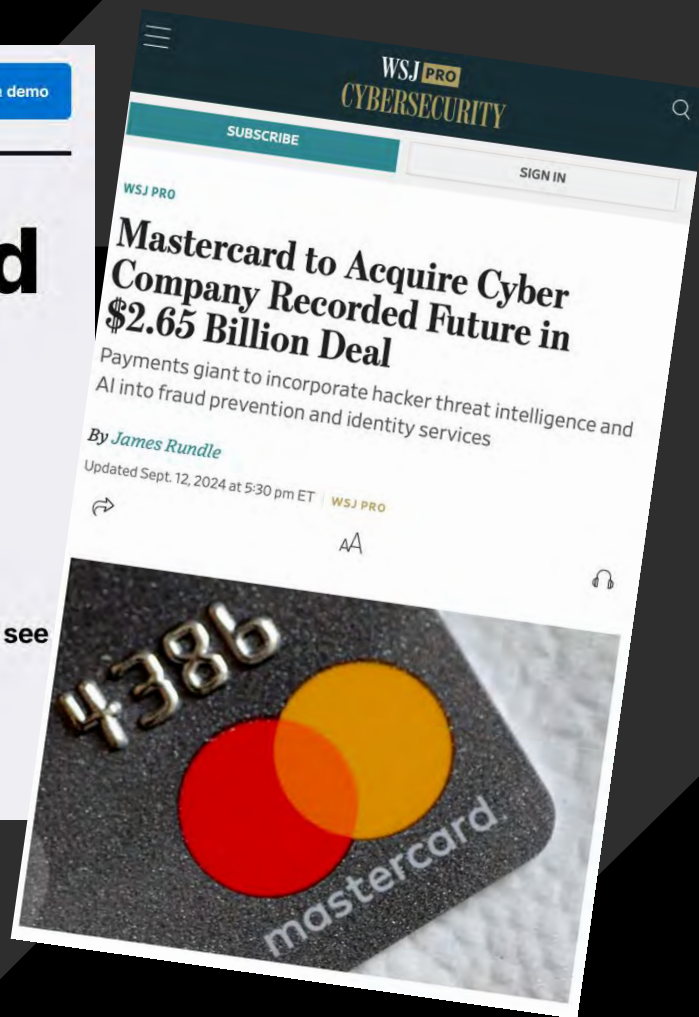 a demo
d
see
WSJ PRO
CYBERSECURITY
SUBSCRIBE
SIGN IN
WSJ PRO
Mastercard to Acquire Cyber
Company Recorded Future in
$2.65 Billion Deal
Payments giant to incorporate hacker threat intelligence and
AI into fraud prevention and identity services
By James Rundle
Updated Sept. 12, 2024 at 5:30 pm ET | WSJ PRO
AA
4386
mastercard